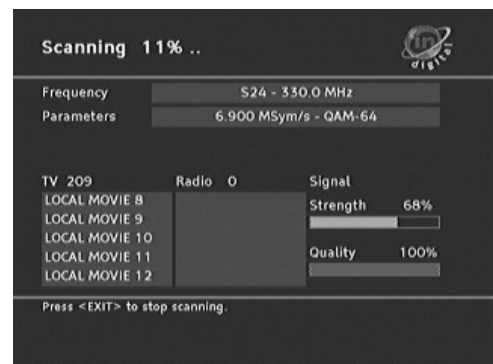 Scanning 11% ..
in
digital
Frequency S24 - 330.0 MHz
Parameters 6.900 MSym/s - QAM-64
TV 209 Radio 0 Signal
LOCAL MOVIE 8
LOCAL MOVIE 9
LOCAL MOVIE 10
LOCAL MOVIE 11
LOCAL MOVIE 12
Strength 68%
Quality 100%
Press <EXIT> to stop scanning.